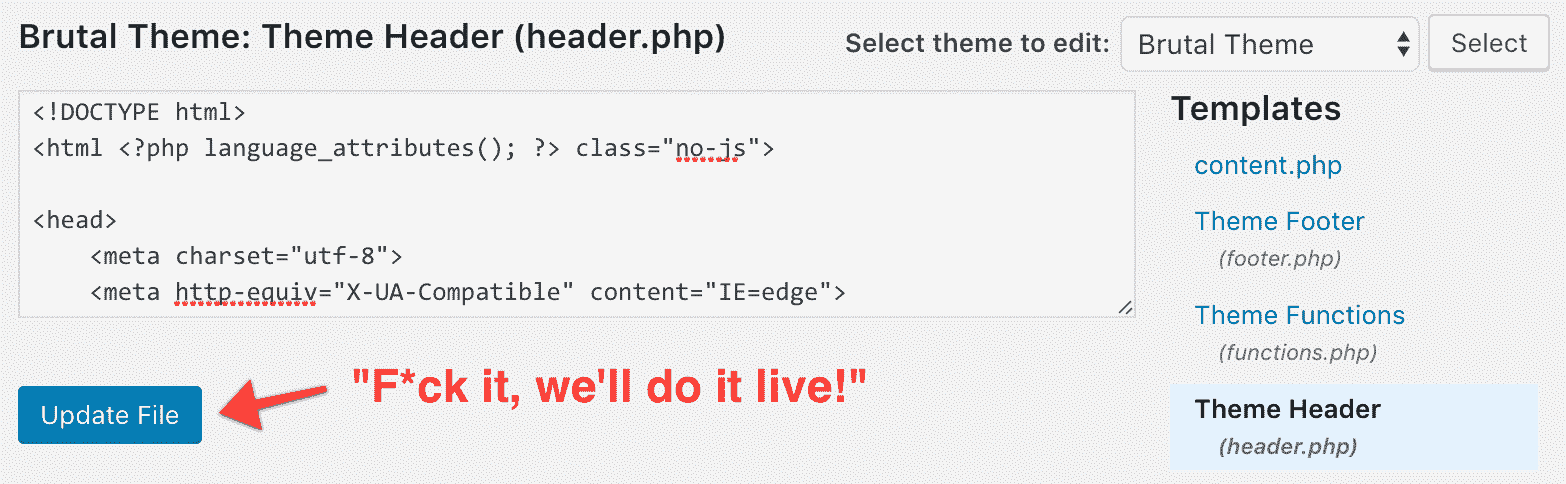 Brutal Theme: Theme Header (header.php)
Select theme to edit: Brutal Theme Select
<!DOCTYPE html>
<html <?php language_attributes(); ?> class="no-js">
<head>
<meta charset="utf-8">
<meta http-equiv="X-UA-Compatible" content="IE=edge">
Update File
"F*ck it, we'll do it live!"
Templates
content.php
Theme Footer
(footer.php)
Theme Functions
(functions.php)
Theme Header
(header.php)